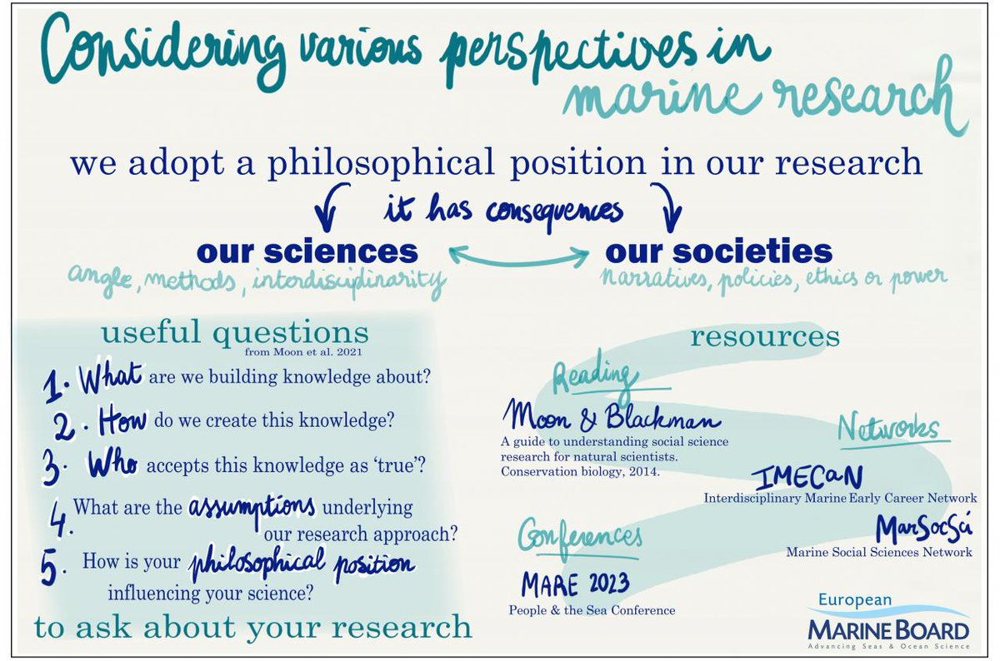 Considering various perspectives in
marine research
we adopt a philosophical position in our research
it has consequences
our sciences
our societies
angle, methods, interdisciplinarity
narratives, policies, ethics or power
useful questions
from Moon et al. 2021
1. What are we building knowledge about?
2. How do we create this knowledge?
3. Who accepts this knowledge as ‘true’?
4. What are the assumptions underlying
our research approach?
5. How is your philosophical position
influencing your science?
to ask about your research
resources
Reading
Moon & Blackman
A guide to understanding social science
research for natural scientists.
Conservation biology, 2014.
Networks
IMECaN
Interdisciplinary Marine Early Career Network
MarSocSci
Marine Social Sciences Network
Conferences
MARE 2023
People & the Sea Conference
European
MARINE BOARD
Advancing Seas & Ocean Science